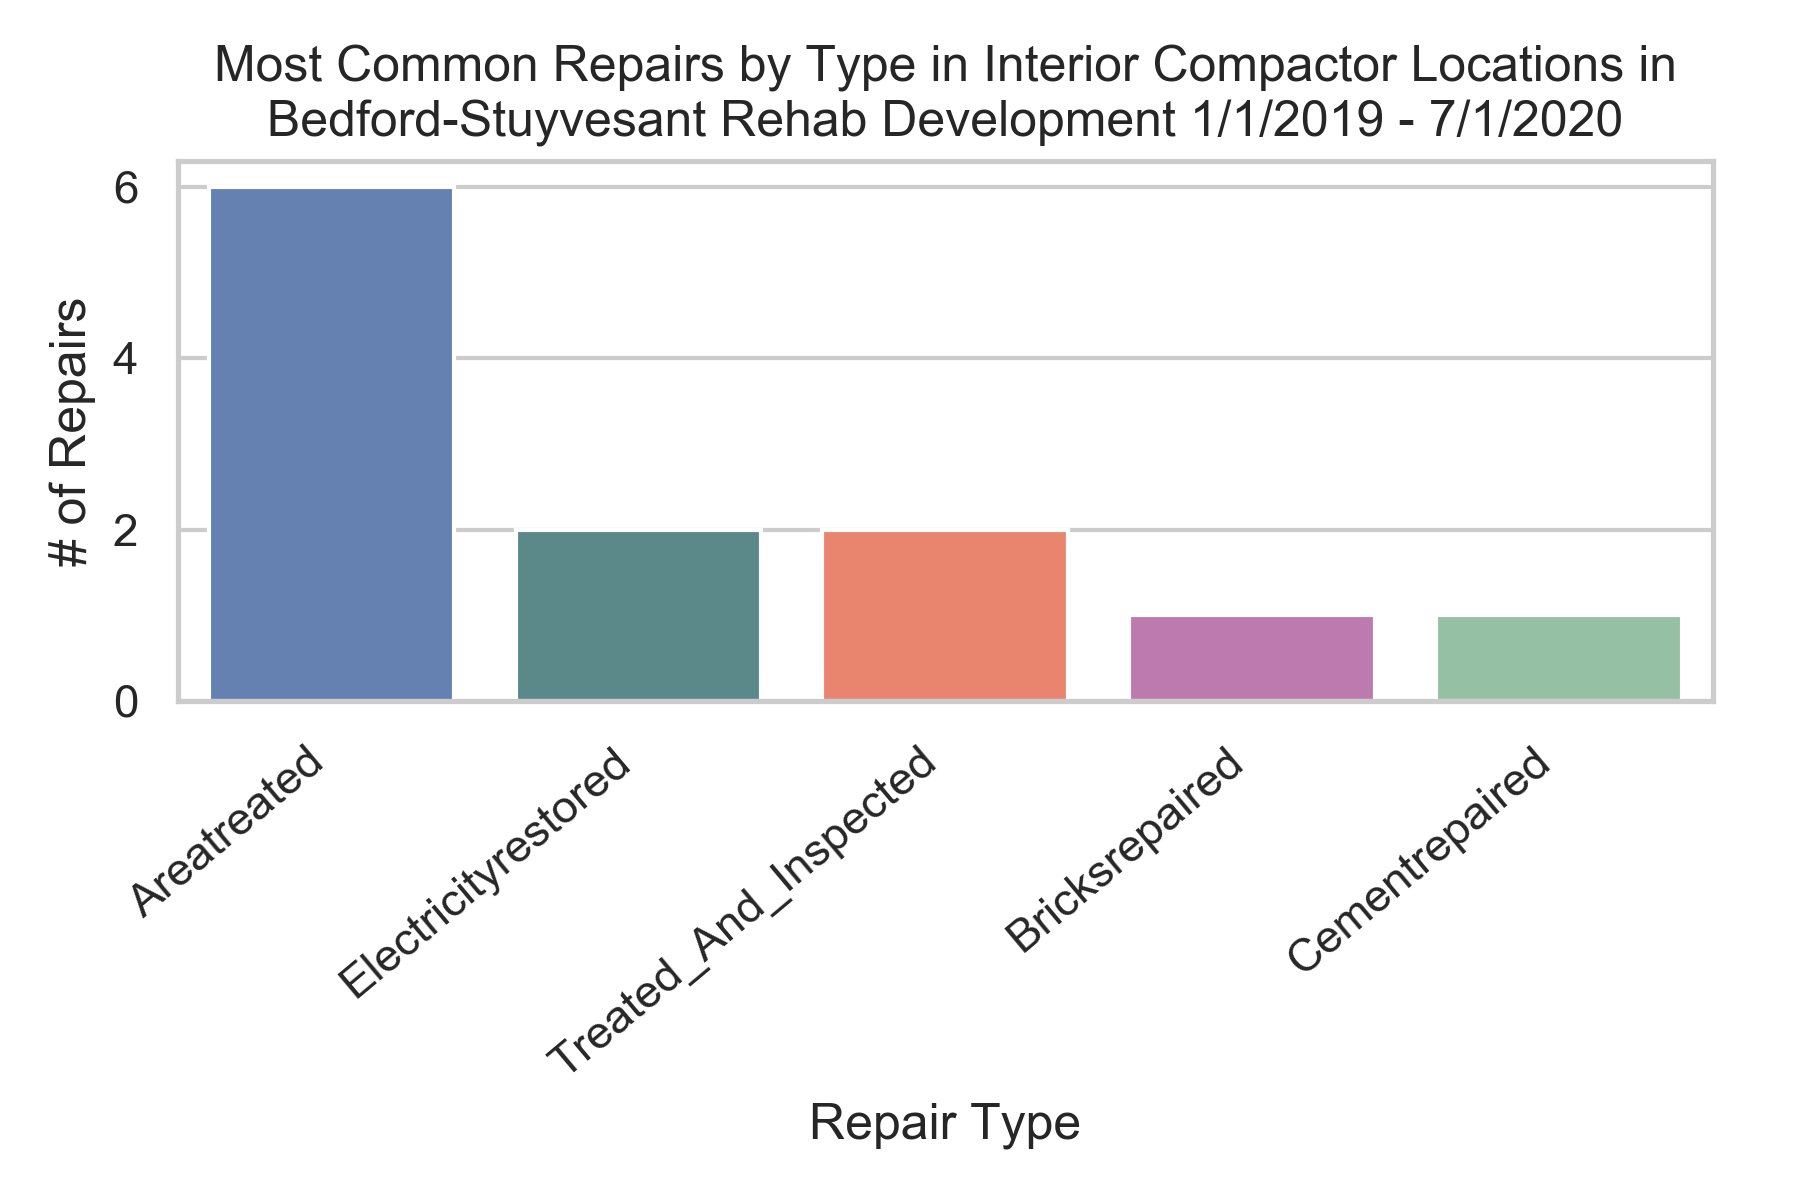 Most Common Repairs by Type in Interior Compactor Locations in
Bedford-Stuyvesant Rehab Development 1/1/2019 - 7/1/2020
# of Repairs
6
4
2
0
Areatreated
Electricityrestored
Treated_And_Inspected
Bricksrepaired
Cementrepaired
Repair Type